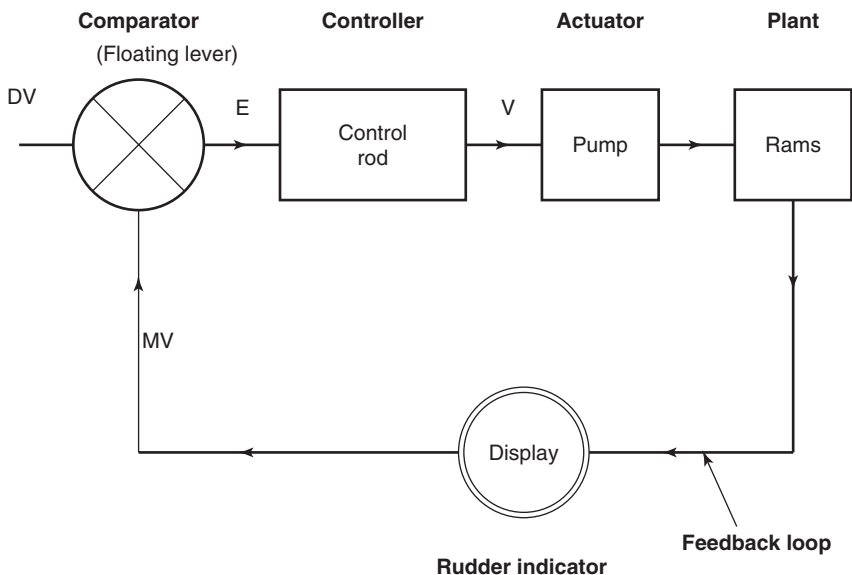 Comparator
(Floating lever)
Controller
Actuator
Plant
DV
E
Control
rod
V
Pump
Rams
MV
Display
Rudder indicator
Feedback loop